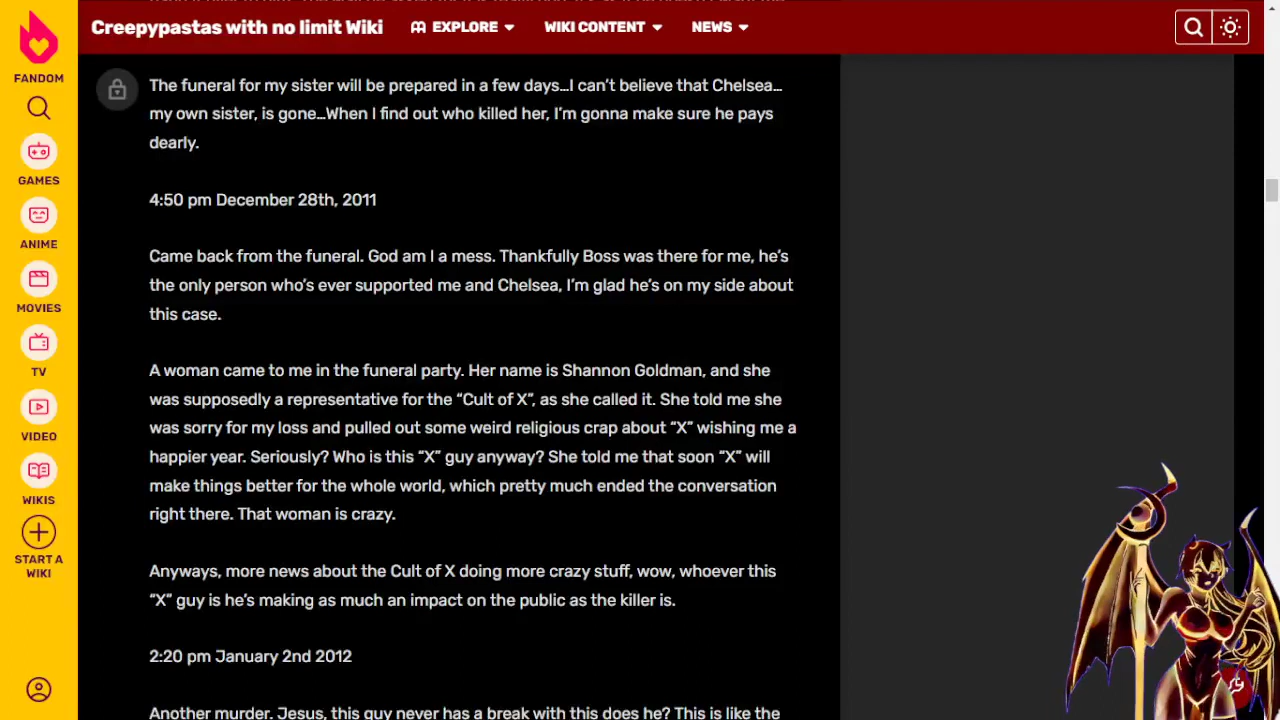 Creepypastas with no limit Wiki
EXPLORE
WIKI CONTENT
NEWS
FANDOM
GAMES
ANIME
MOVIES
TV
VIDEO
WIKIS
START A
WIKI
The funeral for my sister will be prepared in a few days…I can’t believe that Chelsea…
my own sister, is gone…When I find out who killed her, I’m gonna make sure he pays
dearly.
4:50 pm December 28th, 2011
Came back from the funeral. God am I a mess. Thankfully Boss was there for me, he’s
the only person who’s ever supported me and Chelsea, I’m glad he’s on my side about
this case.
A woman came to me in the funeral party. Her name is Shannon Goldman, and she
was supposedly a representative for the “Cult of X”, as she called it. She told me she
was sorry for my loss and pulled out some weird religious crap about “X” wishing me a
happier year. Seriously? Who is this “X” guy anyway? She told me that soon “X” will
make things better for the whole world, which pretty much ended the conversation
right there. That woman is crazy.
Anyways, more news about the Cult of X doing more crazy stuff, wow, whoever this
“X” guy is he’s making as much an impact on the public as the killer is.
2:20 pm January 2nd 2012
Another murder. Jesus, this guy never has a break with this does he? This is like the